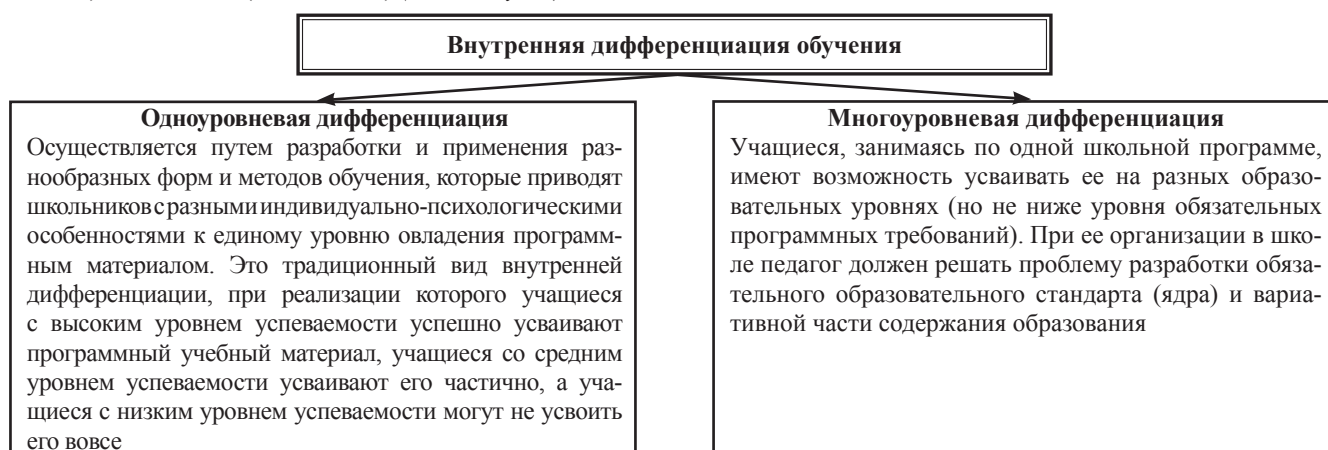 Внутренняя дифференциация обучения
Одноуровневая дифференциация
Осуществляется путем разработки и применения раз-
нообразных форм и методов обучения, которые приводят
школьников с разными индивидуально-психологическими
особенностями к единому уровню овладения программ-
ным материалом. Это традиционный вид внутренней
дифференциации, при реализации которого учащиеся
с высоким уровнем успеваемости успешно усваивают
программный учебный материал, учащиеся со средним
уровнем успеваемости усваивают его частично, а уча-
щиеся с низким уровнем успеваемости могут не усвоить
его вовсе
Многоуровневая дифференциация
Учащиеся, занимаясь по одной школьной программе,
имеют возможность усваивать ее на разных образо-
вательных уровнях (но не ниже уровня обязательных
программных требований). При ее организации в шко-
ле педагог должен решать проблему разработки обяза-
тельного образовательного стандарта (ядра) и вариа-
тивной части содержания образования